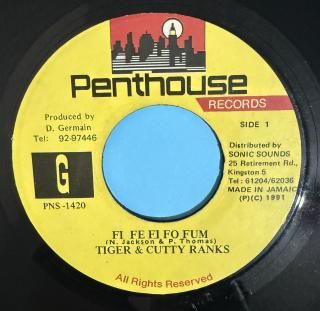 Penthouse
RECORDS
Produced by
D. Germain
Tel: 92-97446
SIDE 1
Distributed by
SONIC SOUNDS
25 Retirement Rd.,
Kingston 5
Tel : 61204/62036
MADE IN JAMAIC
(P)(C) 1991
G
PNS -1420
FI FE FI FO FUM
(N. Jackson & P. Thomas)
TIGER & CUTTY RANKS
All Rights Reserved